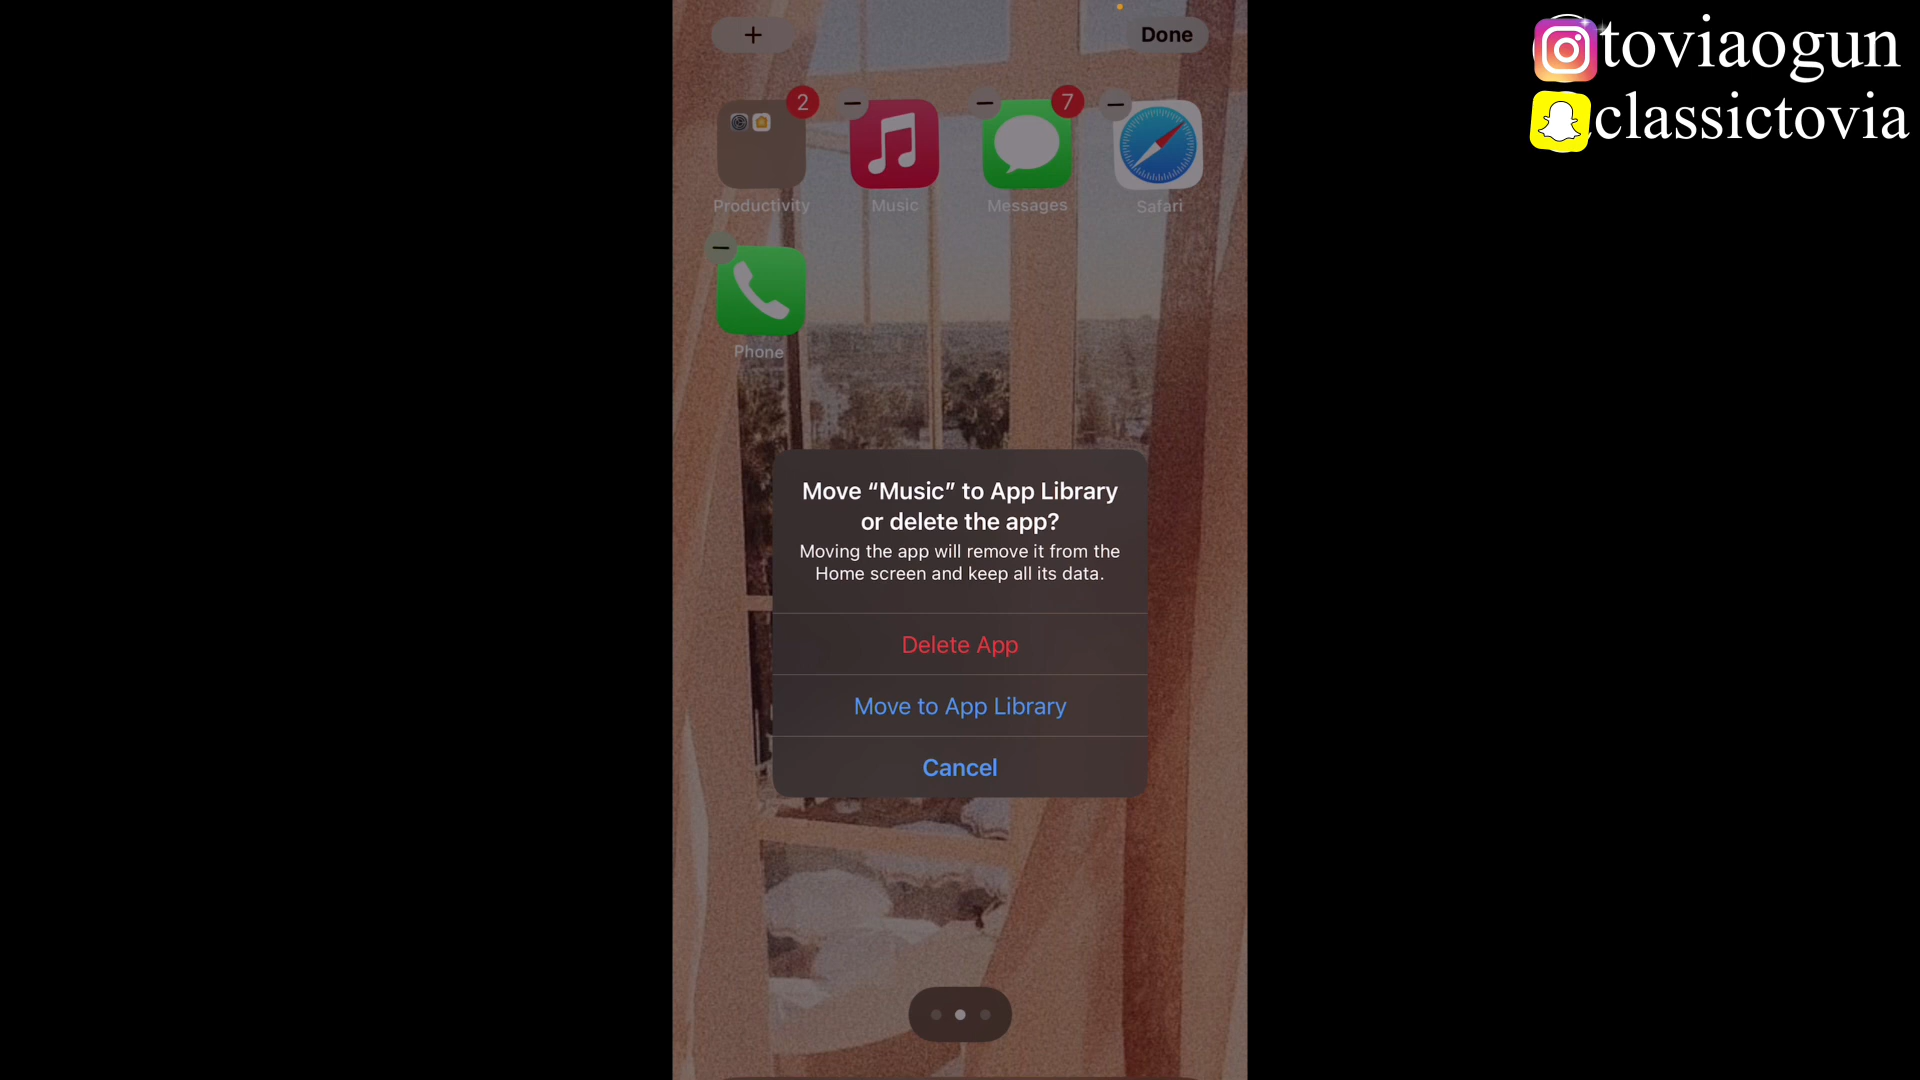 Done
toviaogun
classictovia
2
7
Productivity
Music
Messages
Safari
Phone
Move “Music” to App Library
or delete the app?
Moving the app will remove it from the
Home screen and keep all its data.
Delete App
Move to App Library
Cancel